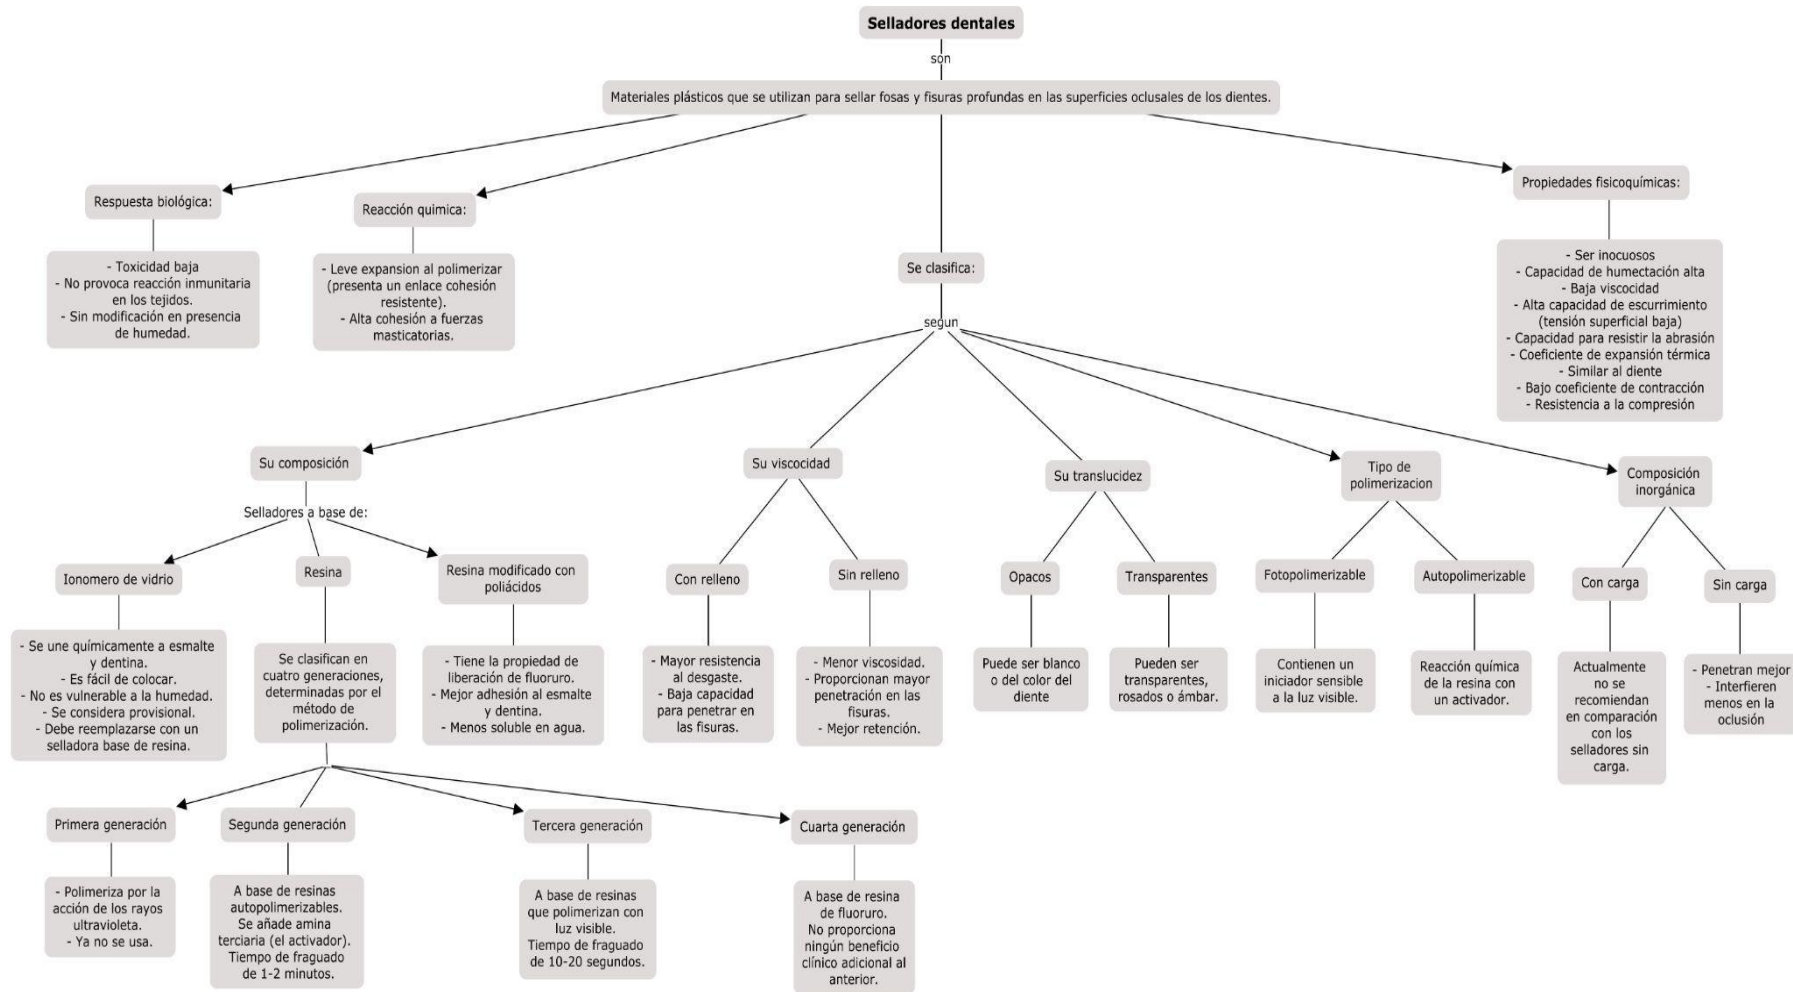 Selladores dentales
son
Materiales plásticos que se utilizan para sellar fosas y fisuras profundas en las superficies oclusales de los dientes.
Respuesta biológica:
- Toxicidad baja
- No provoca reacción inmunitaria
en los tejidos.
- Sin modificación en presencia
de humedad.
Reacción quimica:
- Leve expansion al polimerizar
(presenta un enlace cohesión
resistente).
- Alta cohesión a fuerzas
masticatorias.
Se clasifica:
segun
Propiedades fisicoquímicas:
- Ser inocuosos
- Capacidad de humectación alta
- Baja viscocidad
- Alta capacidad de escurrimiento
(tensión superficial baja)
- Capacidad para resistir la abrasión
- Coeficiente de expansión térmica
- Similar al diente
- Bajo coeficiente de contracción
- Resistencia a la compresión
Su composición
Selladores a base de:
Ionomero de vidrio
- Se une químicamente a esmalte
y dentina.
- Es fácil de colocar.
- No es vulnerable a la humedad.
- Se considera provisional.
- Debe reemplazarse con un
selladora base de resina.
Resina
Se clasifican en
cuatro generaciones,
determinadas por el
método de
polimerización.
Resina modificado con
poliácidos
- Tiene la propiedad de
liberación de fluoruro.
- Mejor adhesión al esmalte
y dentina.
- Menos soluble en agua.
Primera generación
- Polimeriza por la
acción de los rayos
ultravioleta.
- Ya no se usa.
Segunda generación
A base de resinas
autopolimerizables.
Se añade amina
terciaria (el activador).
Tiempo de fraguado
de 1-2 minutos.
Tercera generación
A base de resinas
que polimerizan con
luz visible.
Tiempo de fraguado
de 10-20 segundos.
Cuarta generación
A base de resina
de fluoruro.
No proporciona
ningún beneficio
clínico adicional al
anterior.
Su viscocidad
Con relleno
- Mayor resistencia
al desgaste.
- Baja capacidad
para penetrar en
las fisuras.
Sin relleno
- Menor viscosidad.
- Proporcionan mayor
penetración en las
fisuras.
- Mejor retención.
Su translucidez
Opacos
Puede ser blanco
o del color del
diente
Transparentes
Pueden ser
transparentes,
rosados o ámbar.
Tipo de
polimerizacion
Fotopolimerizable
Contienen un
iniciador sensible
a la luz visible.
Autopolimerizable
Reacción química
de la resina con
un activador.
Composición
inorgánica
Con carga
Actualmente
no se
recomiendan
en comparación
con los
selladores sin
carga.
Sin carga
- Penetran mejor
- Interfieren
menos en la
oclusión